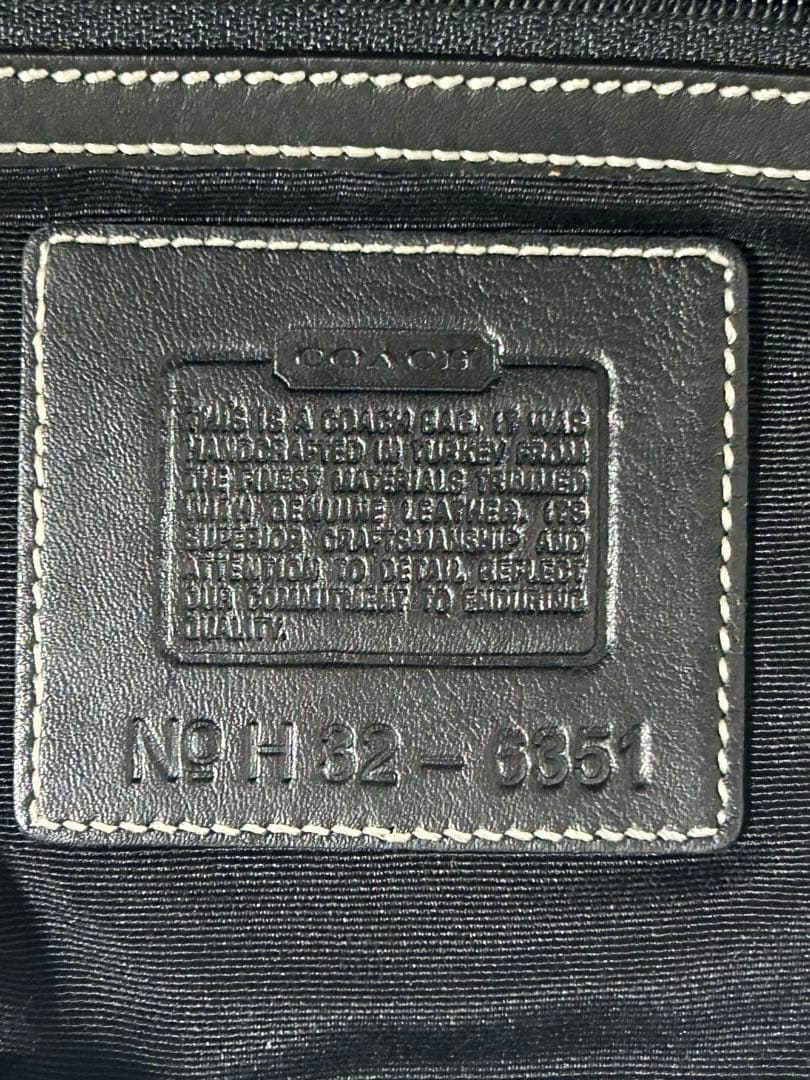 COACH
THIS IS A COACH BAG. IT WAS
HANDCRAFTED IN TURKEY FROM
THE FINEST MATERIALS TRIMMED
WITH GENUINE LEATHER. ITS
SUPERIOR CRAFTSMANSHIP AND
ATTENTION TO DETAIL REFLECT
OUR COMMITMENT TO ENDURING
QUALITY.
Nº H 32 - 6351